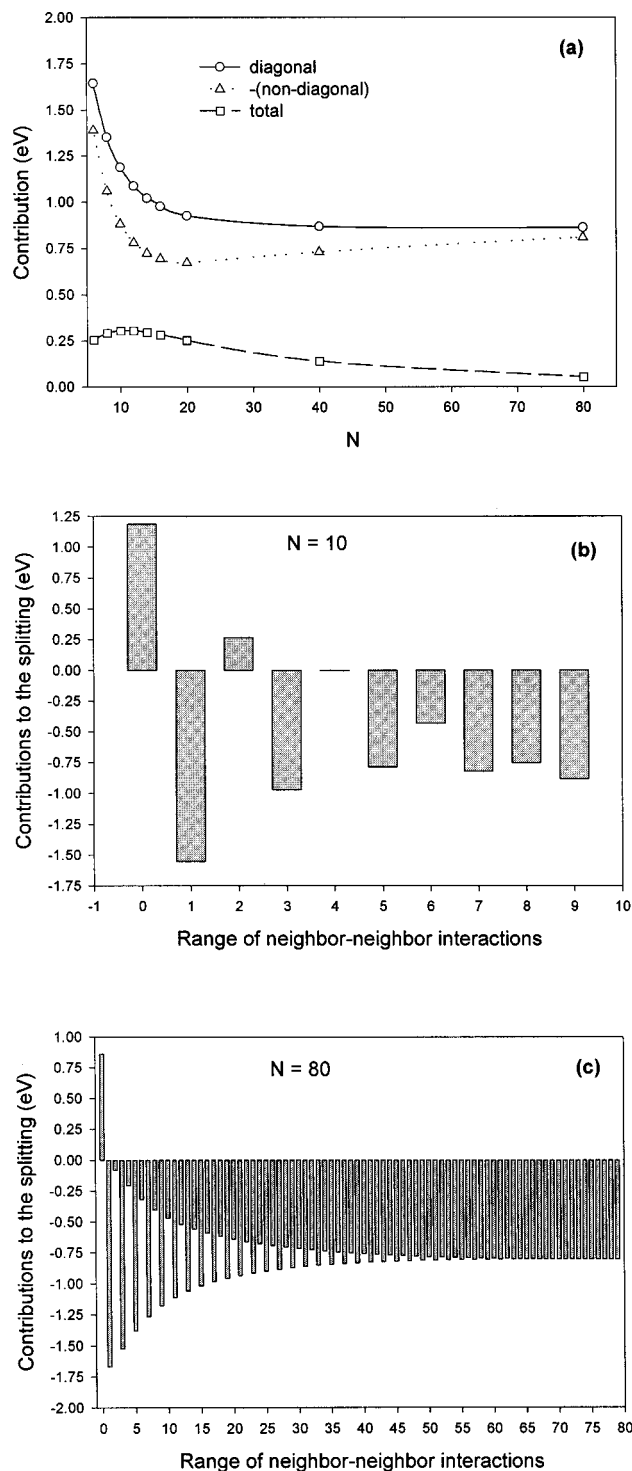 (a)
diagonal
-(non-diagonal)
total
2.00
1.75
1.50
1.25
1.00
0.75
0.50
0.25
0.00
Contribution (eV)
10 20 30 40 50 60 70 80
N
(b)
N = 10
1.25
1.00
0.75
0.50
0.25
0.00
-0.25
-0.50
-0.75
-1.00
-1.25
-1.50
-1.75
Contributions to the splitting (eV)
-1 0 1 2 3 4 5 6 7 8 9 10
Range of neighbor-neighbor interactions
(c)
N = 80
1.00
0.75
0.50
0.25
0.00
-0.25
-0.50
-0.75
-1.00
-1.25
-1.50
-1.75
-2.00
Contributions to the splitting (eV)
0 5 10 15 20 25 30 35 40 45 50 55 60 65 70 75 80
Range of neighbor-neighbor interactions